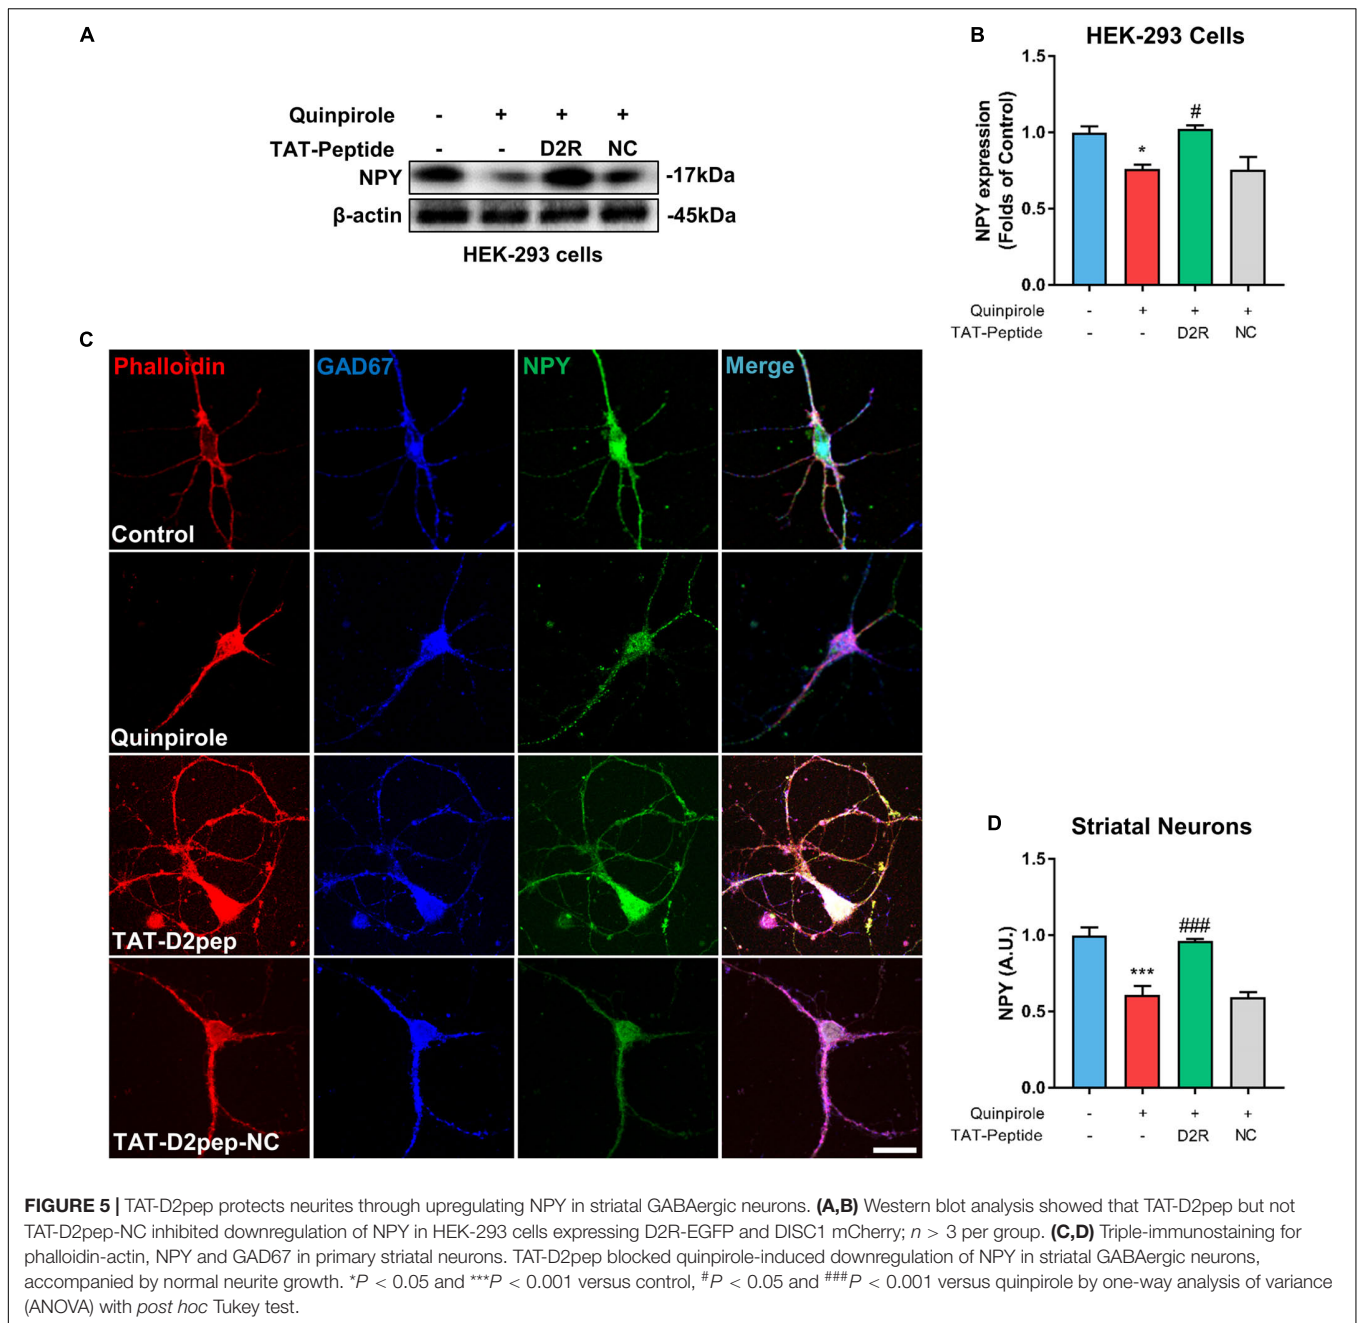 A
Quinpirole - + + +
TAT-Peptide - - D2R NC
NPY -17kDa
β-actin -45kDa
HEK-293 cells
B
HEK-293 Cells
NPY expression
(Folds of Control)
1.5
1.0
0.5
0.0
*
#
Quinpirole - + + +
TAT-Peptide - - D2R NC
C
Phalloidin GAD67 NPY Merge
Control
Quinpirole
TAT-D2pep
TAT-D2pep-NC
D
Striatal Neurons
NPY (A.U.)
1.5
1.0
0.5
0.0
***
###
Quinpirole - + + +
TAT-Peptide - - D2R NC
FIGURE 5 | TAT-D2pep protects neurites through upregulating NPY in striatal GABAergic neurons. (A,B) Western blot analysis showed that TAT-D2pep but not
TAT-D2pep-NC inhibited downregulation of NPY in HEK-293 cells expressing D2R-EGFP and DISC1 mCherry; n > 3 per group. (C,D) Triple-immunostaining for
phalloidin-actin, NPY and GAD67 in primary striatal neurons. TAT-D2pep blocked quinpirole-induced downregulation of NPY in striatal GABAergic neurons,
accompanied by normal neurite growth. *P < 0.05 and ***P < 0.001 versus control, #P < 0.05 and ###P < 0.001 versus quinpirole by one-way analysis of variance
(ANOVA) with post hoc Tukey test.